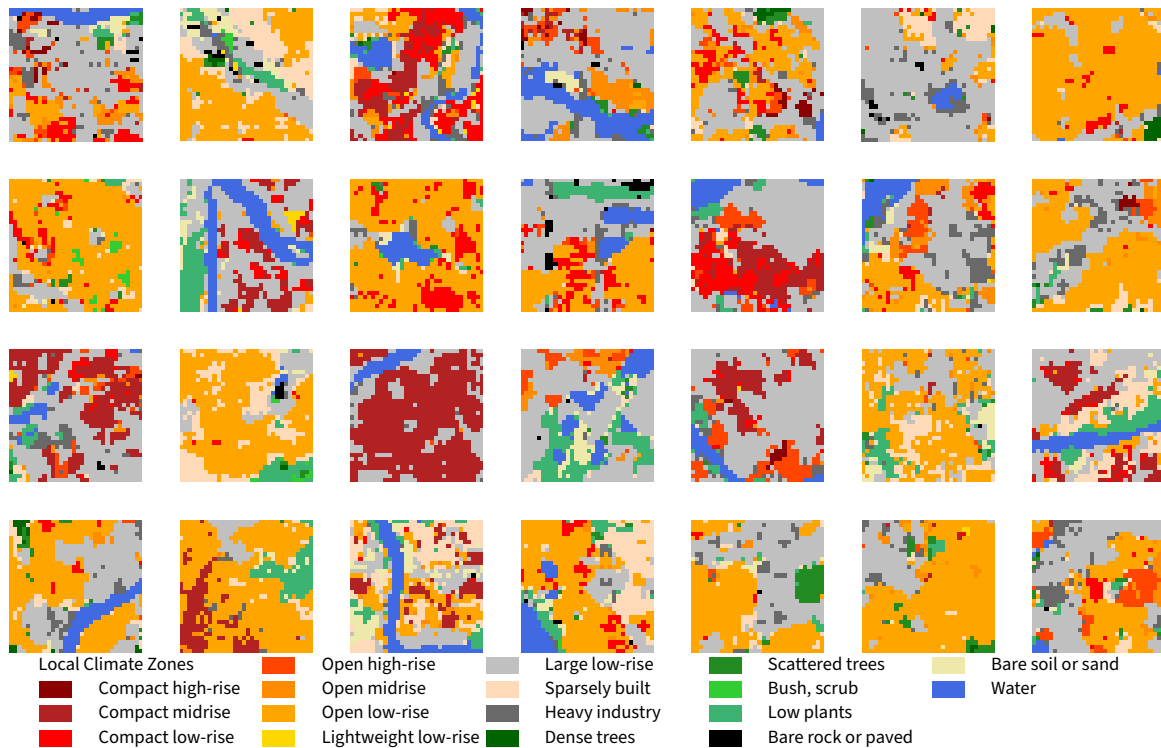 Local Climate Zones
Compact high-rise
Compact midrise
Compact low-rise
Open high-rise
Open midrise
Open low-rise
Lightweight low-rise
Large low-rise
Sparsely built
Heavy industry
Dense trees
Scattered trees
Bush, scrub
Low plants
Bare rock or paved
Bare soil or sand
Water